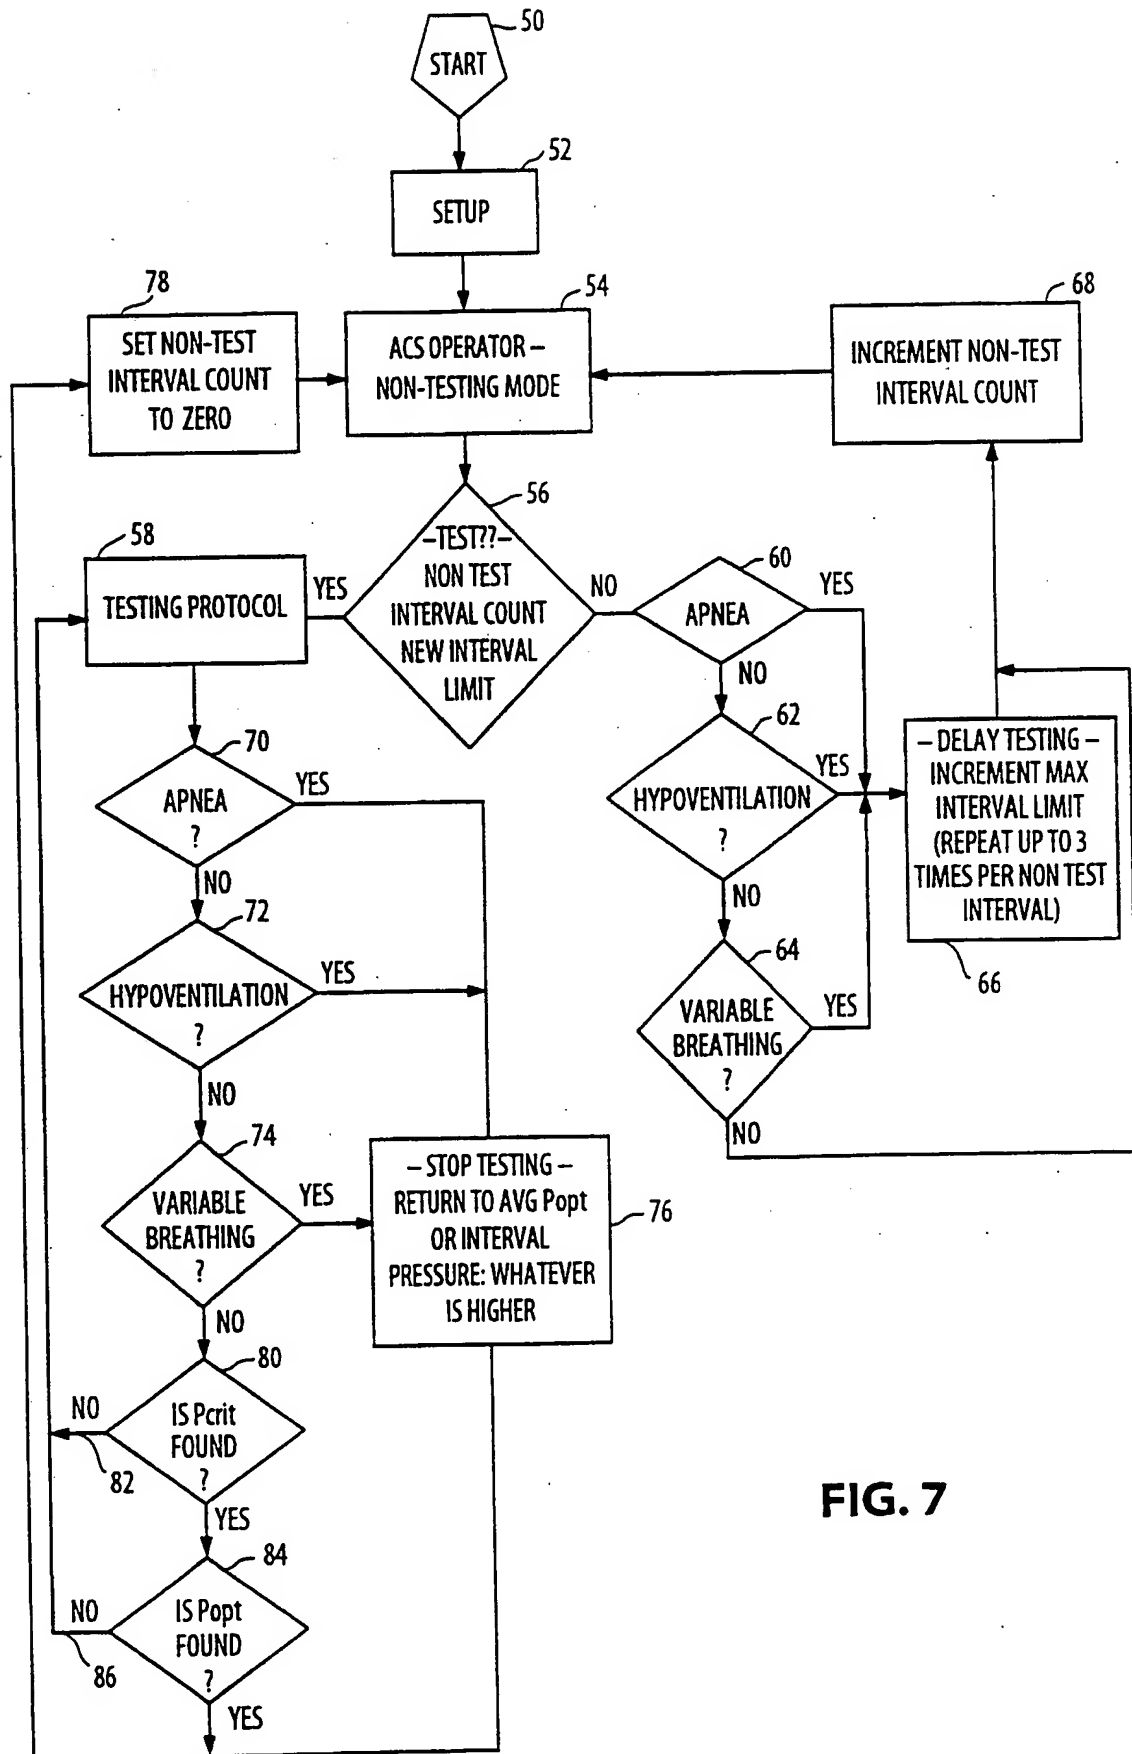 50
START
52
SETUP
78
SET NON-TEST
INTERVAL COUNT
TO ZERO
54
ACS OPERATOR –
NON-TESTING MODE
68
INCREMENT NON-TEST
INTERVAL COUNT
56
–TEST??–
NON TEST
INTERVAL COUNT
NEW INTERVAL
LIMIT
58
TESTING PROTOCOL
YES
NO
60
APNEA
YES
NO
62
HYPOVENTILATION
?
YES
NO
64
VARIABLE
BREATHING
?
YES
NO
– DELAY TESTING –
INCREMENT MAX
INTERVAL LIMIT
(REPEAT UP TO 3
TIMES PER NON TEST
INTERVAL)
66
70
APNEA
?
YES
NO
72
HYPOVENTILATION
?
YES
NO
74
VARIABLE
BREATHING
?
YES
NO
– STOP TESTING –
RETURN TO AVG Popt
OR INTERVAL
PRESSURE: WHATEVER
IS HIGHER
76
80
IS Pcrit
FOUND
?
NO
82
YES
84
IS Popt
FOUND
?
NO
86
YES
FIG. 7